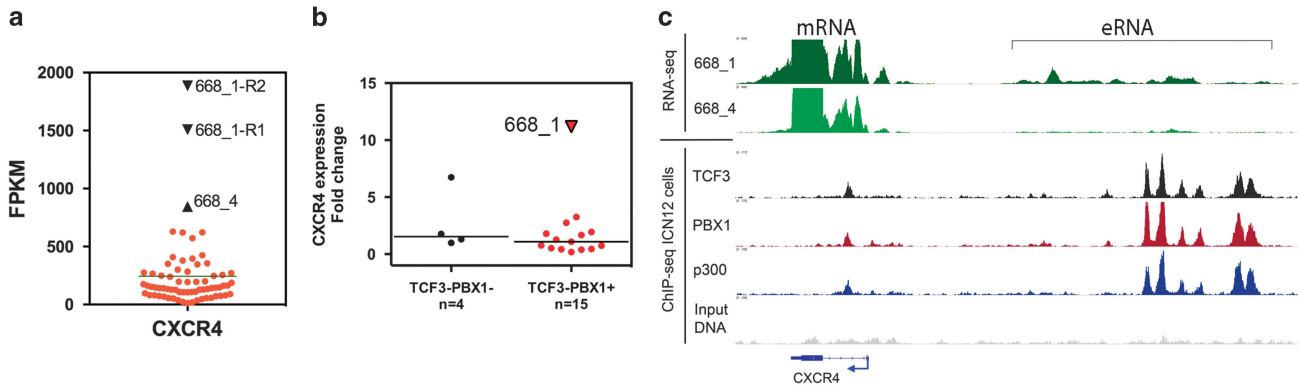 a
2000
1500
1000
500
0
FPKM
668_1-R2
668_1-R1
668_4
CXCR4
b
15
10
5
0
CXCR4 expression
Fold change
668_1
TCF3-PBX1-
n=4
TCF3-PBX1+
n=15
c
mRNA
eRNA
RNA-seq
668_1
668_4
ChIP-seq ICN12 cells
TCF3
PBX1
p300
Input
DNA
CXCR4